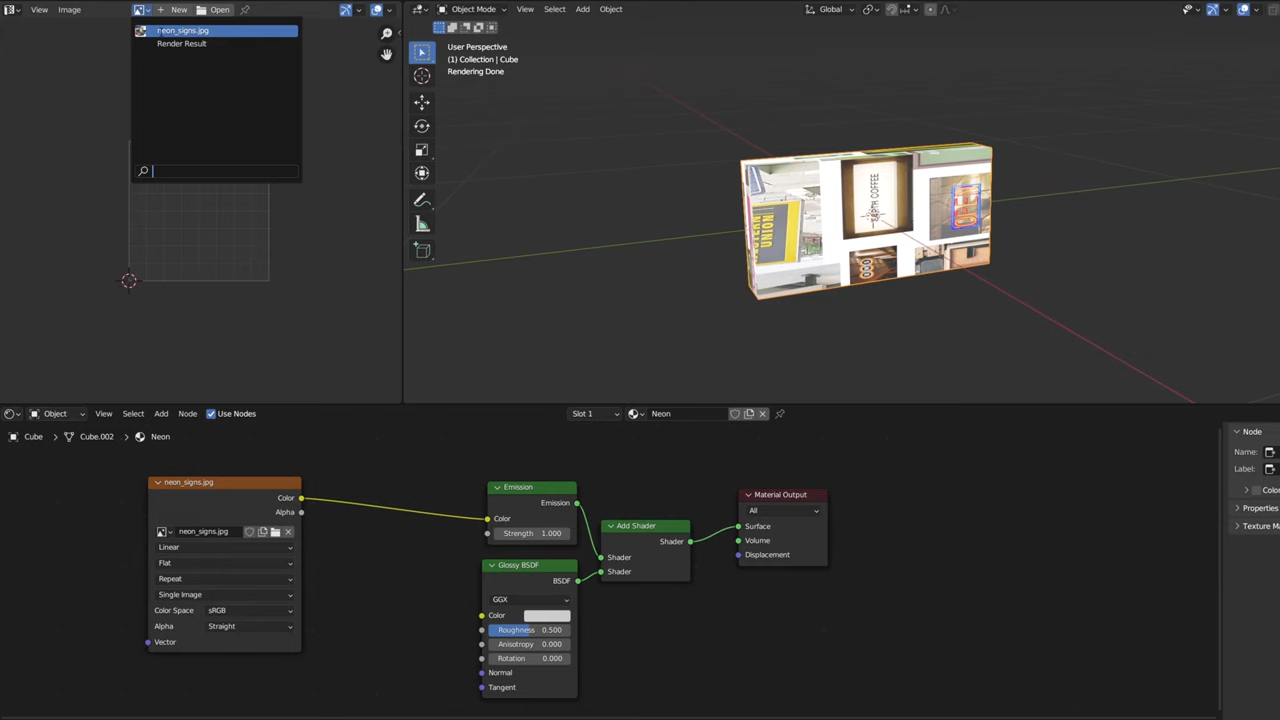 View Image New Open
neon_signs.jpg
Render Result
Object Mode View Select Add Object Global
User Perspective
(1) Collection | Cube
Rendering Done
UNION
EARTH COFFEE
Object View Select Add Node Use Nodes Slot 1 Neon
Cube Cube.002 Neon
neon_signs.jpg
Color
Alpha
neon_signs.jpg
Linear
Flat
Repeat
Single Image
Color Space sRGB
Alpha Straight
Vector
Emission
Emission
Color
Strength 1.000
Glossy BSDF
BSDF
GGX
Color
Roughness 0.500
Anisotropy 0.000
Rotation 0.000
Normal
Tangent
Add Shader
Shader
Shader
Shader
Material Output
All
Surface
Volume
Displacement
Node
Name:
Label:
Properties